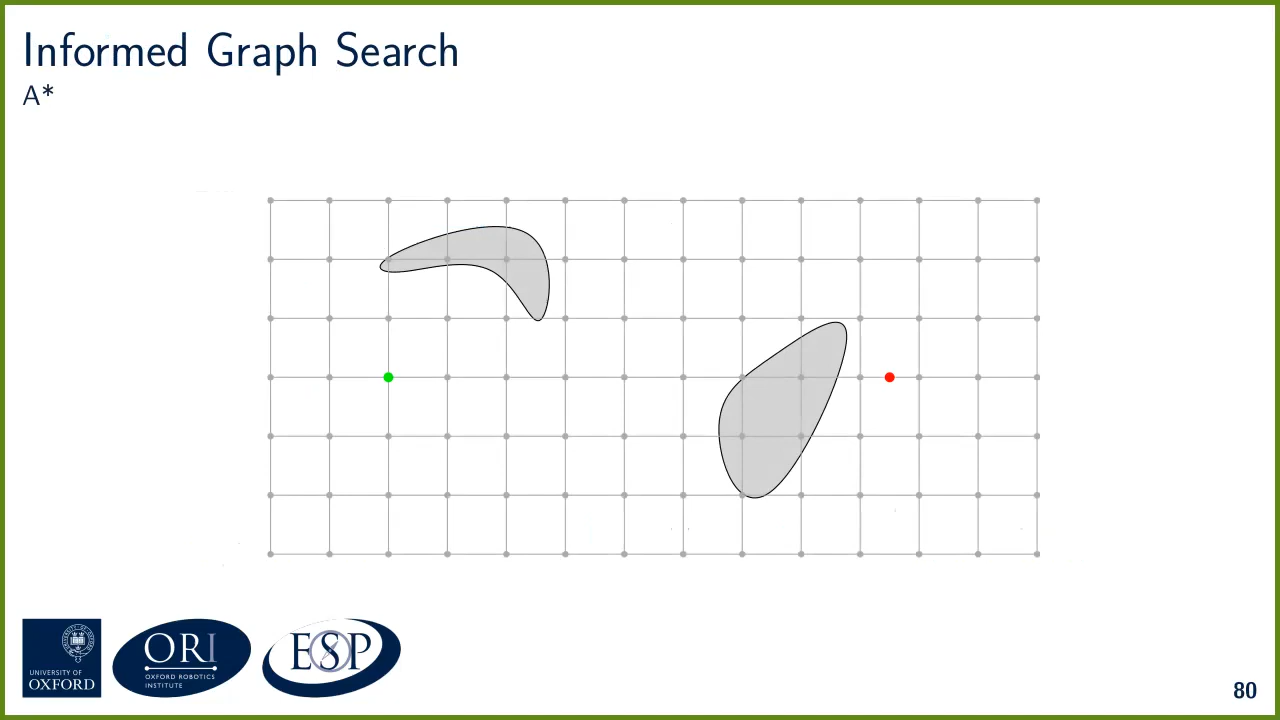 Informed Graph Search
A*
UNIVERSITY OF
OXFORD
ORI
OXFORD ROBOTICS
INSTITUTE
ESP
80